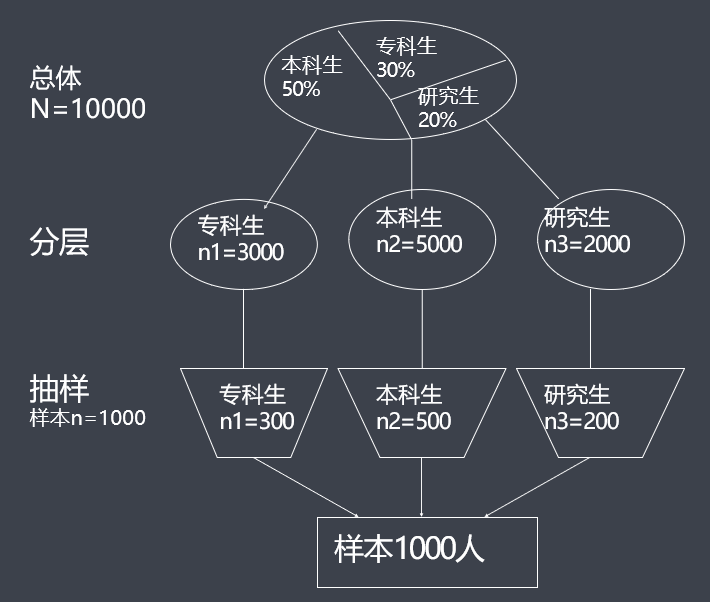 总体
N=10000
本科生
50%
专科生
30%
研究生
20%
分层
专科生
n1=3000
本科生
n2=5000
研究生
n3=2000
抽样
样本n=1000
专科生
n1=300
本科生
n2=500
研究生
n3=200
样本1000人